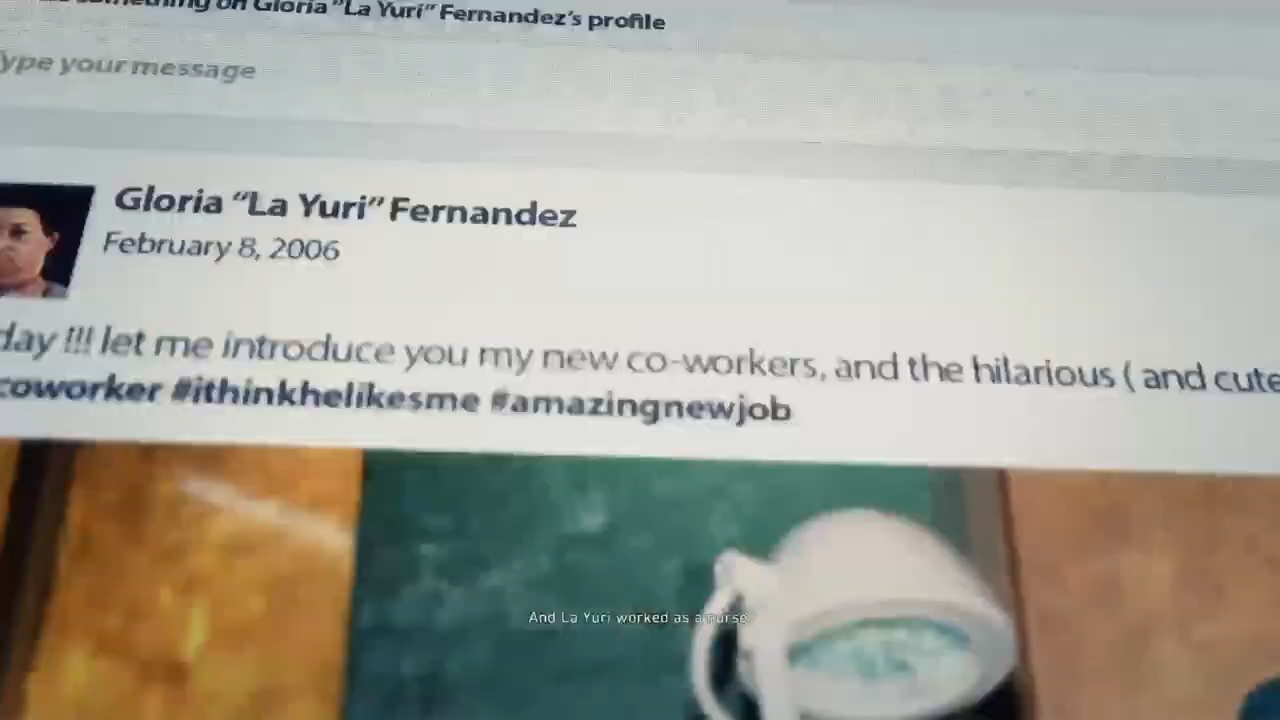 on Gloria "La Yuri" Fernandez's profile
ype your message
Gloria "La Yuri" Fernandez
February 8, 2006
day !!! let me introduce you my new co-workers, and the hilarious ( and cute
coworker #ithinkhelikesme #amazingnewjob
And La Yuri worked as a nurse